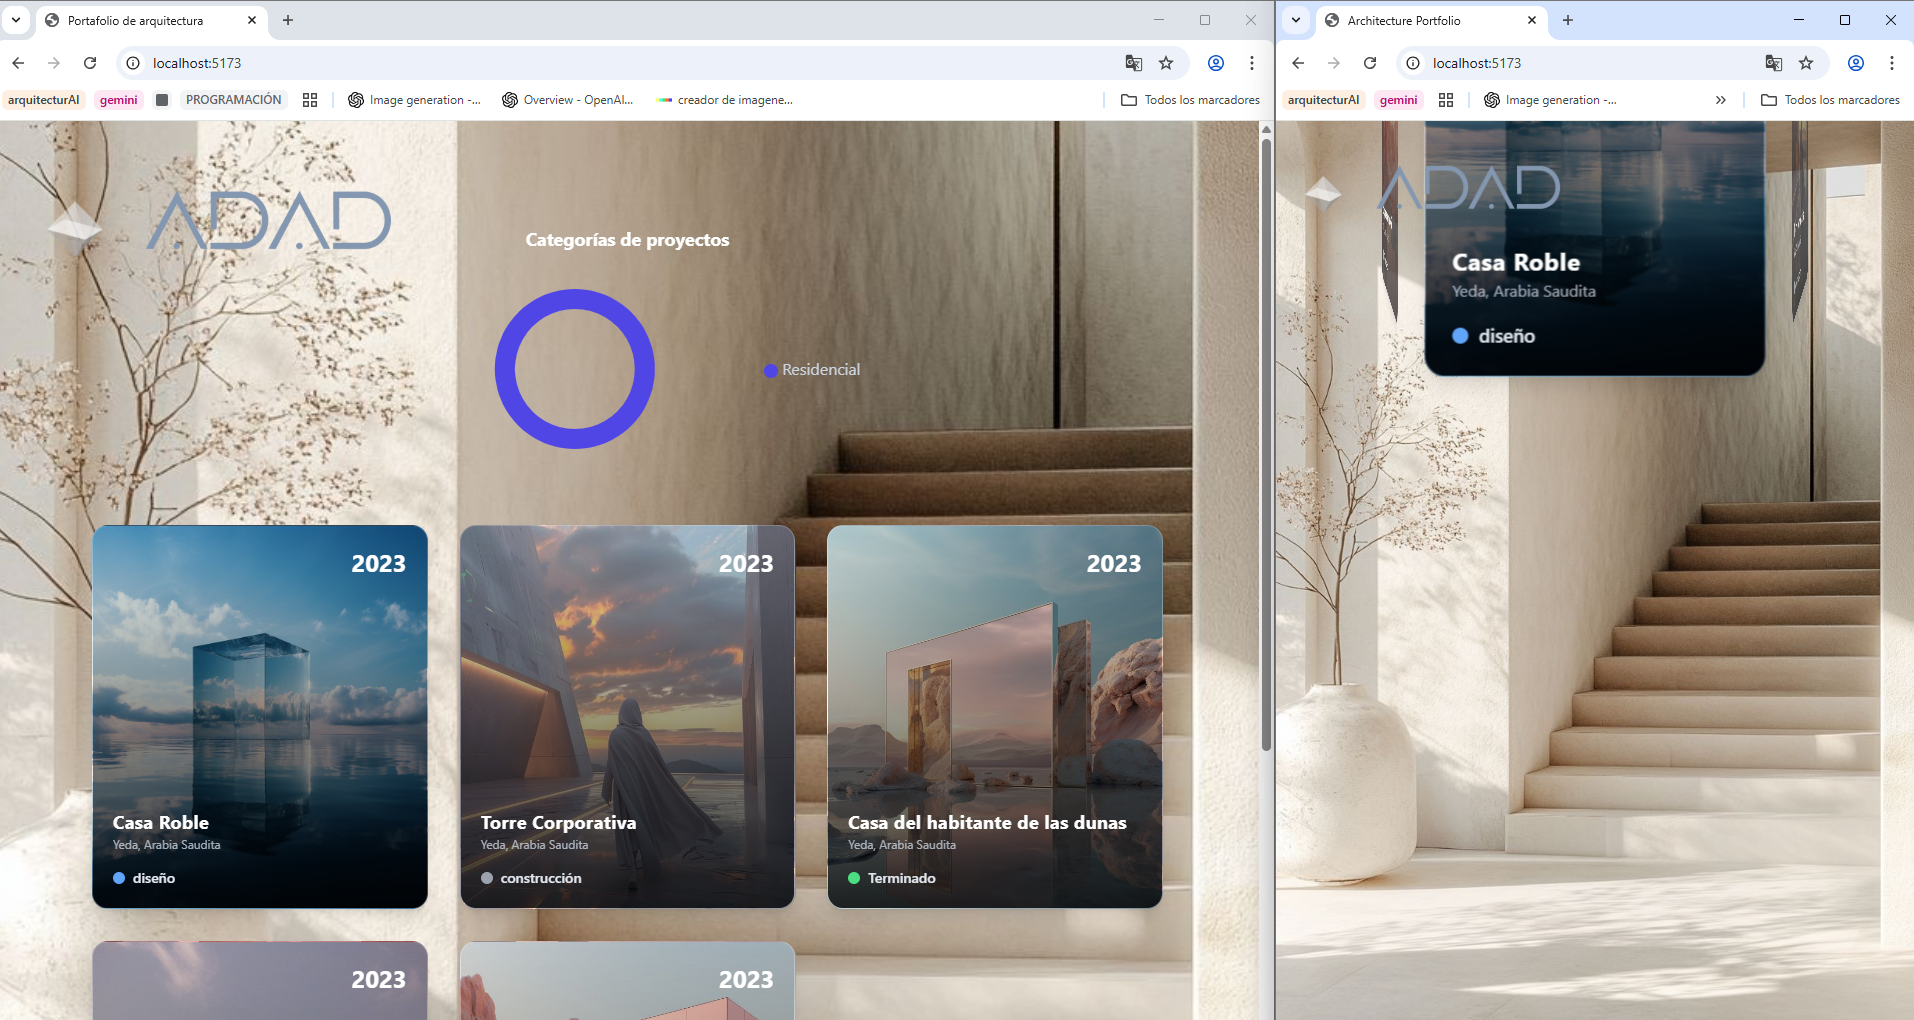 Portafolio de arquitectura
localhost:5173
arquitecturAI
gemini
PROGRAMACIÓN
Image generation -...
Overview - OpenAI...
creador de imagene...
Todos los marcadores
ADAD
Categorías de proyectos
Residencial
2023
Casa Roble
Yeda, Arabia Saudita
diseño
2023
Torre Corporativa
Yeda, Arabia Saudita
construcción
2023
Casa del habitante de las dunas
Yeda, Arabia Saudita
Terminado
2023
2023
Architecture Portfolio
localhost:5173
arquitecturAI
gemini
Image generation -...
Todos los marcadores
ADAD
Casa Roble
Yeda, Arabia Saudita
diseño